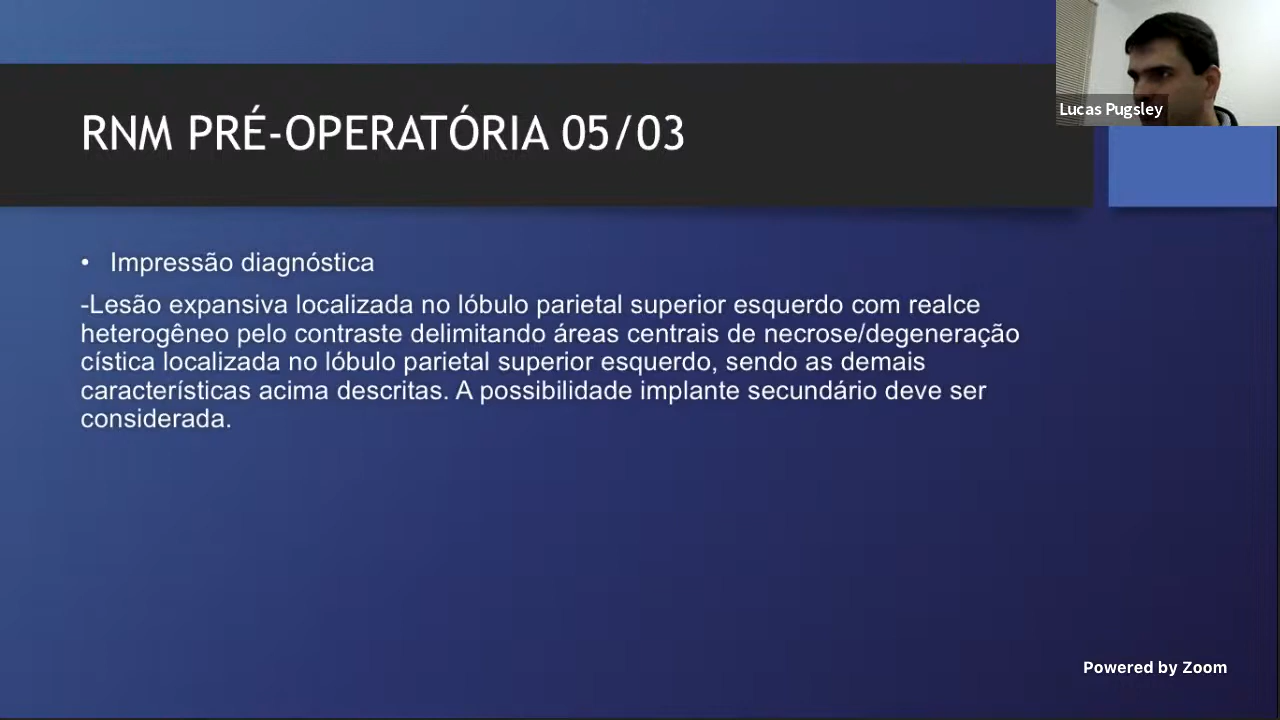 Lucas Pugsley
RNM PRÉ-OPERATÓRIA 05/03
• Impressão diagnóstica
-Lesão expansiva localizada no lóbulo parietal superior esquerdo com realce
heterogêneo pelo contraste delimitando áreas centrais de necrose/degeneração
cística localizada no lóbulo parietal superior esquerdo, sendo as demais
características acima descritas. A possibilidade implante secundário deve ser
considerada.
Powered by Zoom